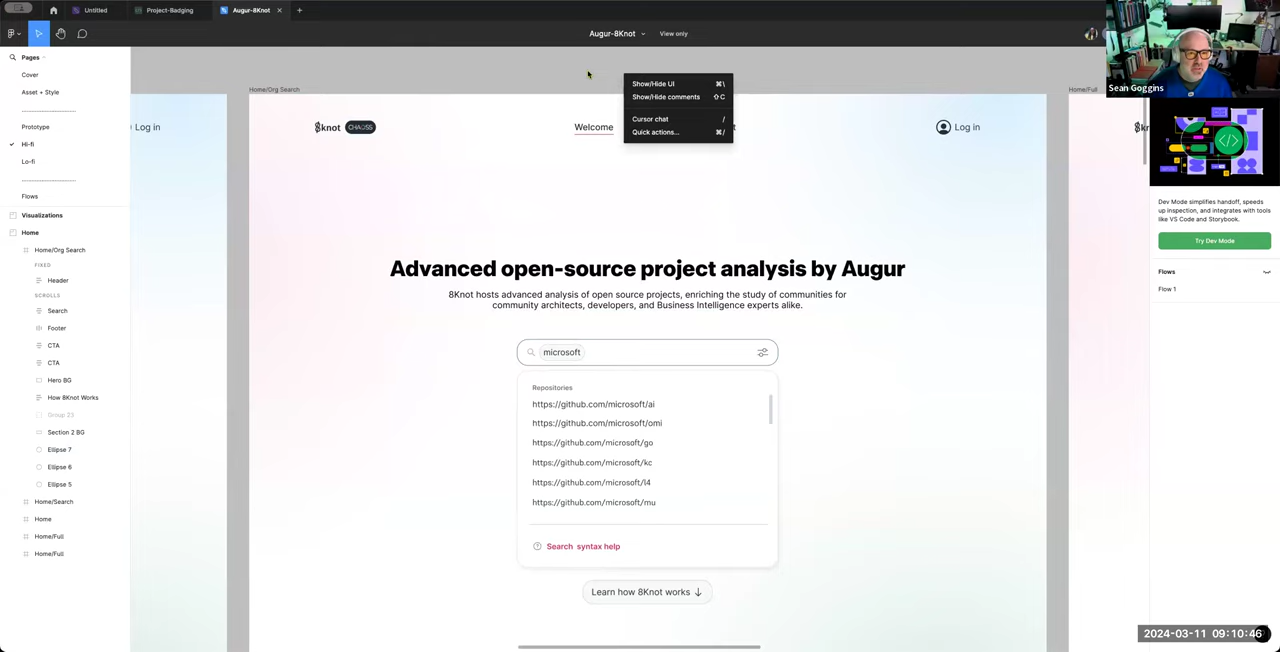 Untitled
Project-Badging
Augur-8Knot
Augur-8Knot
View only
Sean Goggins
Pages
Cover
Asset + Style
Prototype
Hi-fi
Lo-fi
Flows
Visualizations
Home
Home/Org Search
FIXED
Header
SCROLLS
Search
Footer
CTA
CTA
Hero BG
How 8Knot Works
Group 23
Section 2 BG
Ellipse 7
Ellipse 6
Ellipse 5
Home/Search
Home
Home/Full
Home/Full
Log in
Home/Org Search
8knot CHAOSS
Welcome
Log in
Show/Hide UI ⌘\
Show/Hide comments ⇧C
Cursor chat /
Quick actions... ⌘/
Advanced open-source project analysis by Augur
8Knot hosts advanced analysis of open source projects, enriching the study of communities for
community architects, developers, and Business Intelligence experts alike.
microsoft
Repositories
https://github.com/microsoft/ai
https://github.com/microsoft/omi
https://github.com/microsoft/go
https://github.com/microsoft/kc
https://github.com/microsoft/l4
https://github.com/microsoft/mu
Search syntax help
Learn how 8Knot works ↓
Home/Full
Dev Mode simplifies handoff, speeds
up inspection, and integrates with tools
like VS Code and Storybook.
Try Dev Mode
Flows
Flow 1
2024-03-11 09:10:46